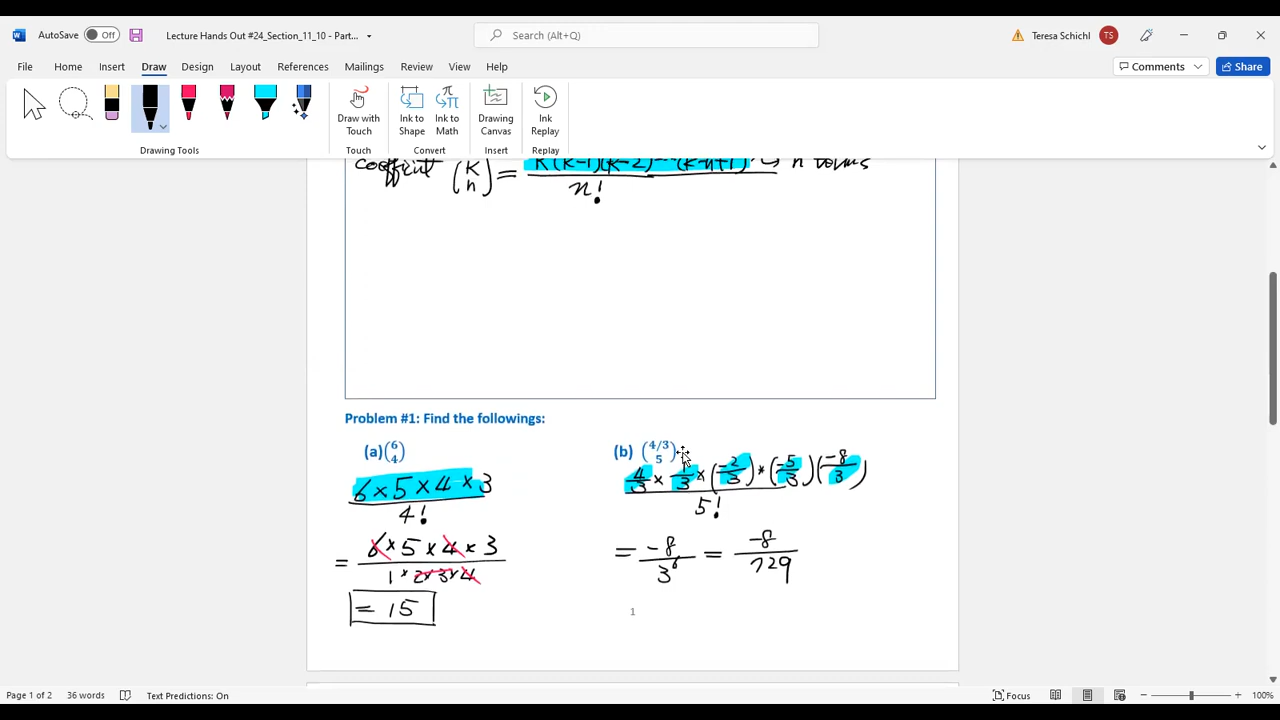 AutoSave Off Lecture Hands Out #24_Section_11_10 - Part... Search (Alt+Q) Teresa Schichl TS
File Home Insert Draw Design Layout References Mailings Review View Help Comments Share
Draw with Touch Ink to Shape Ink to Math Drawing Canvas Ink Replay
Drawing Tools Touch Convert Insert Replay
(K n) = K(K-1)(K-2)---(K-n+1) → n terms
n!
Problem #1: Find the followings:
(a) (6 4) (b) (4/3 5)
6 × 5 × 4 × 3 / 4!
4/3 × 1/3 × (-2/3) * (-5/3)(-8/3) / 5!
= 6 × 5 × 4 × 3 / 1 × 2 × 3 × 4
= -8/3^6 = -8/729
= 15
1
Page 1 of 2 36 words Text Predictions: On Focus 100%